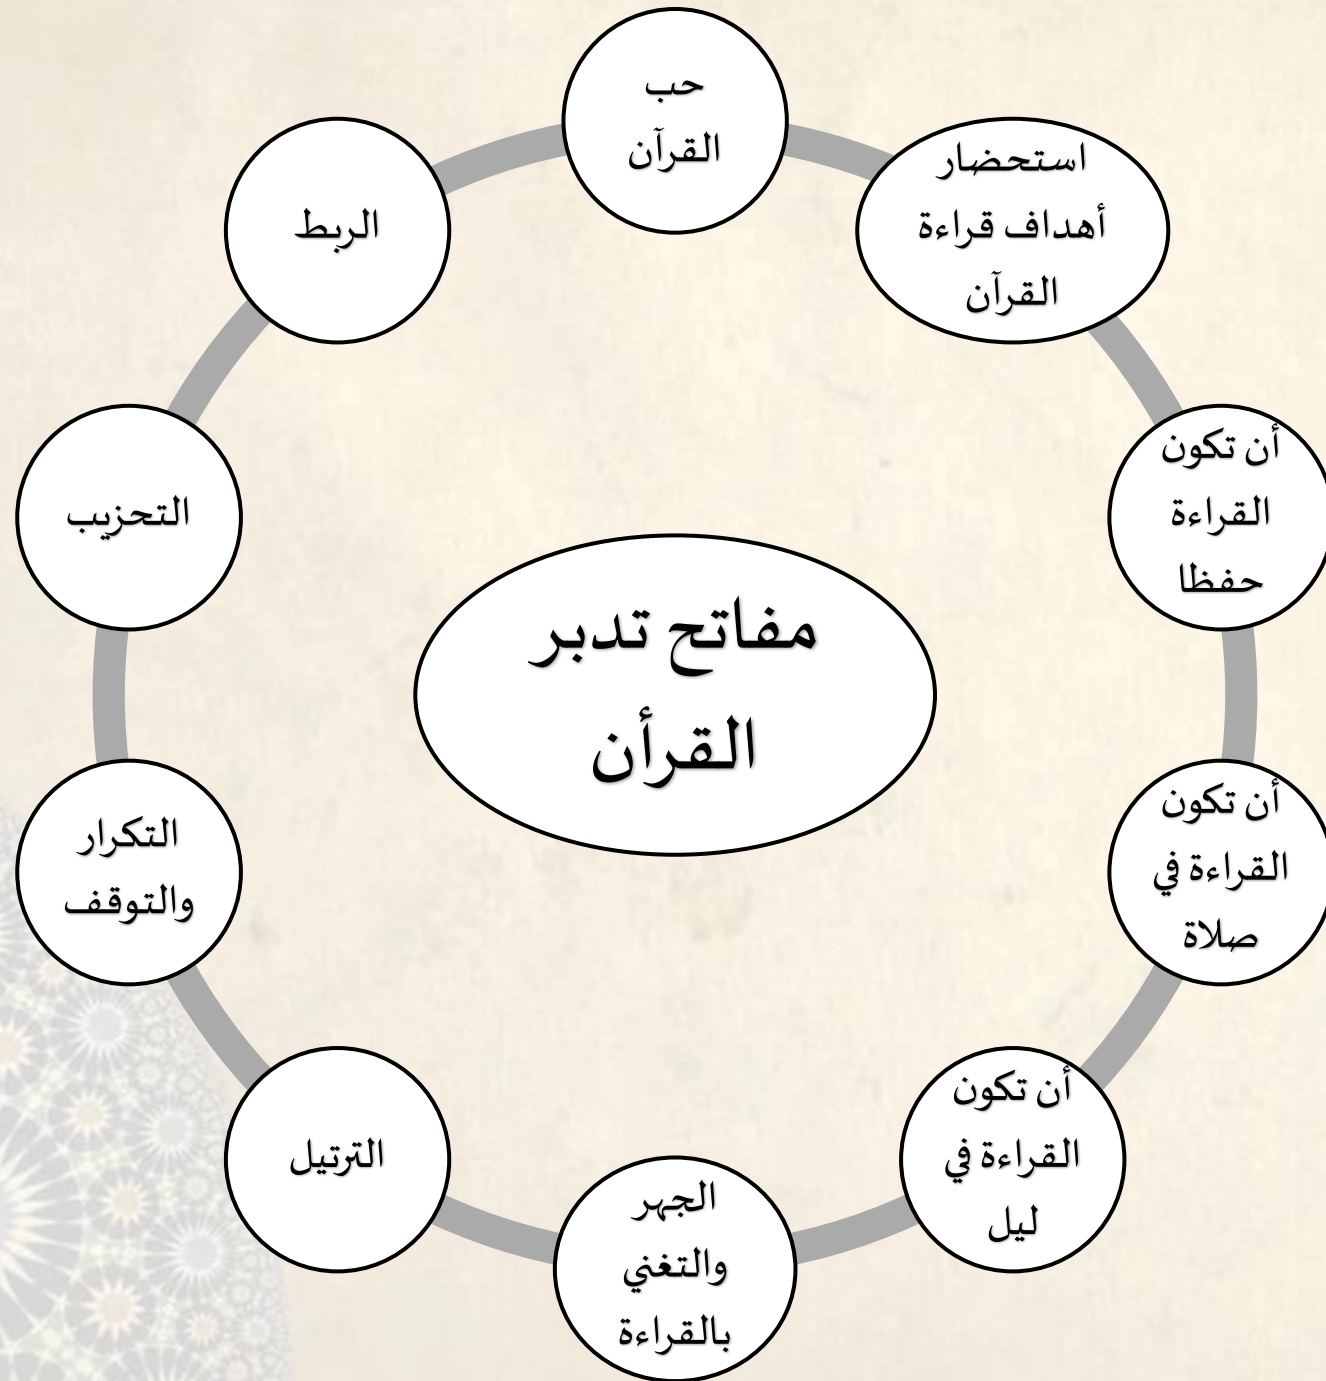 مفاتح تدبر
القرأن
حب
القرآن
استحضار
أهداف قراءة
القرآن
أن تكون
القراءة
حفظا
أن تكون
القراءة في
صلاة
أن تكون
القراءة في
ليل
الجهر
والتغني
بالقراءة
الترتيل
التكرار
والتوقف
التحزيب
الربط